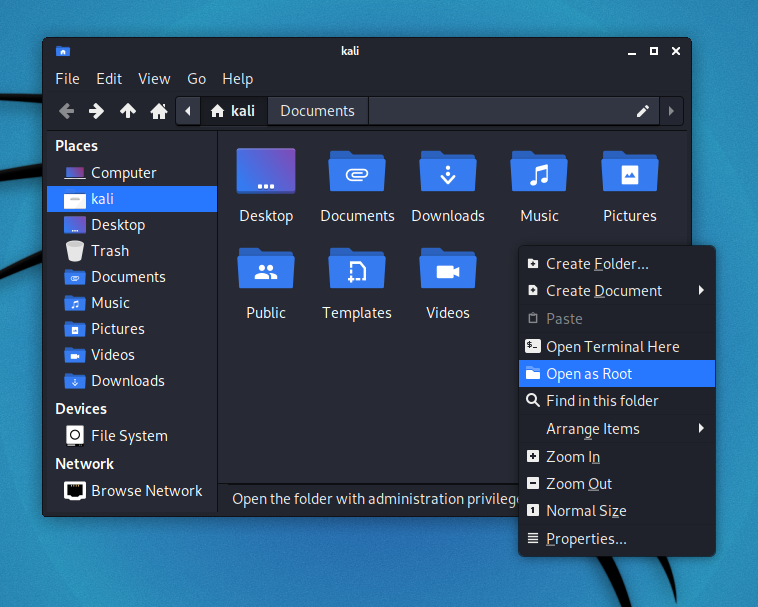 kali
File Edit View Go Help
kali Documents
Places
Computer
kali
Desktop
Trash
Documents
Music
Pictures
Videos
Downloads
Devices
File System
Network
Browse Network
Desktop Documents Downloads Music Pictures
Public Templates Videos
Create Folder...
Create Document
Paste
$_ Open Terminal Here
Open as Root
Find in this folder
Arrange Items
Zoom In
Zoom Out
1 Normal Size
Properties...
Open the folder with administration